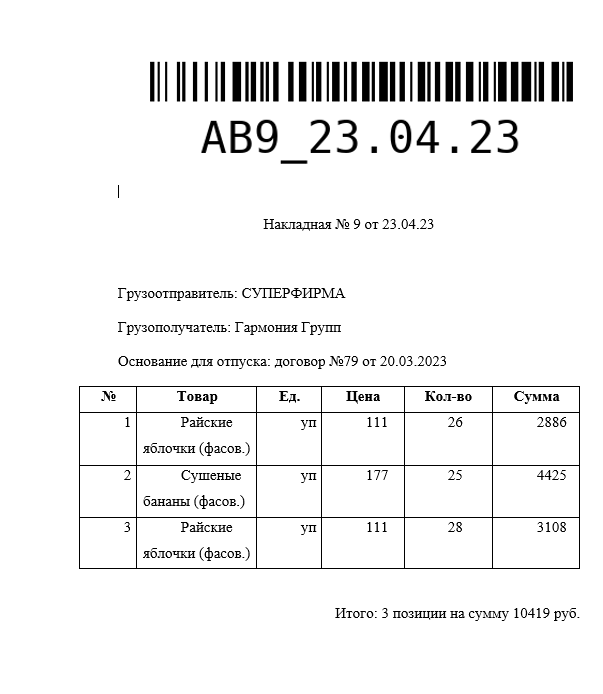 AB9_23.04.23
Накладная № 9 от 23.04.23
Грузоотправитель: СУПЕРФИРМА
Грузополучатель: Гармония Групп
Основание для отпуска: договор №79 от 20.03.2023
№ Товар Ед. Цена Кол-во Сумма
1 Райские яблочки (фасов.) уп 111 26 2886
2 Сушеные бананы (фасов.) уп 177 25 4425
3 Райские яблочки (фасов.) уп 111 28 3108
Итого: 3 позиции на сумму 10419 руб.